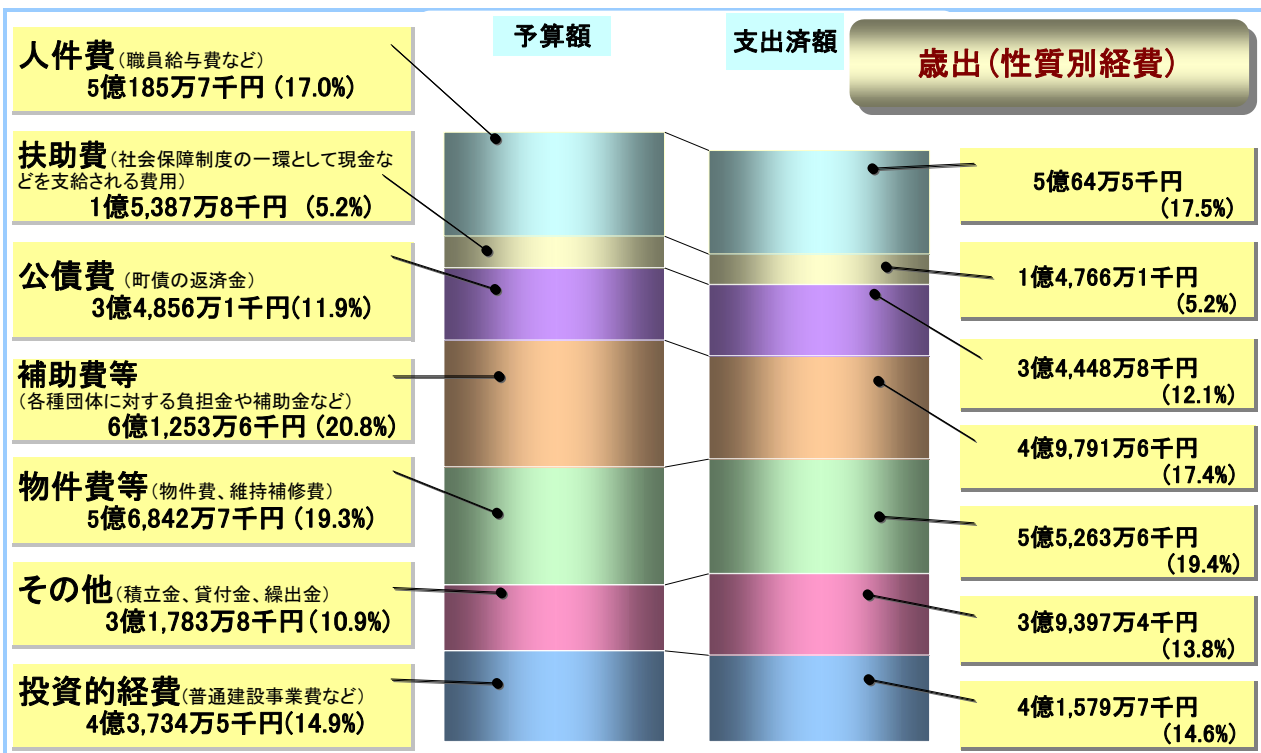 歳出(性質別経費)
予算額
支出済額
人件費(職員給与費など)
5億185万7千円(17.0%)
扶助費(社会保障制度の一環として現金な
どを支給される費用)
1億5,387万8千円 (5.2%)
公債費 (町債の返済金)
3億4,856万1千円(11.9%)
補助費等
(各種団体に対する負担金や補助金など)
6億1,253万6千円(20.8%)
物件費等(物件費、維持補修費)
5億6,842万7千円(19.3%)
その他(積立金、貸付金、繰出金)
3億1,783万8千円(10.9%)
投資的経費(普通建設事業費など)
4億3,734万5千円(14.9%)
5億64万5千円
(17.5%)
1億4,766万1千円
(5.2%)
3億4,448万8千円
(12.1%)
4億9,791万6千円
(17.4%)
5億5,263万6千円
(19.4%)
3億9,397万4千円
(13.8%)
4億1,579万7千円
(14.6%)